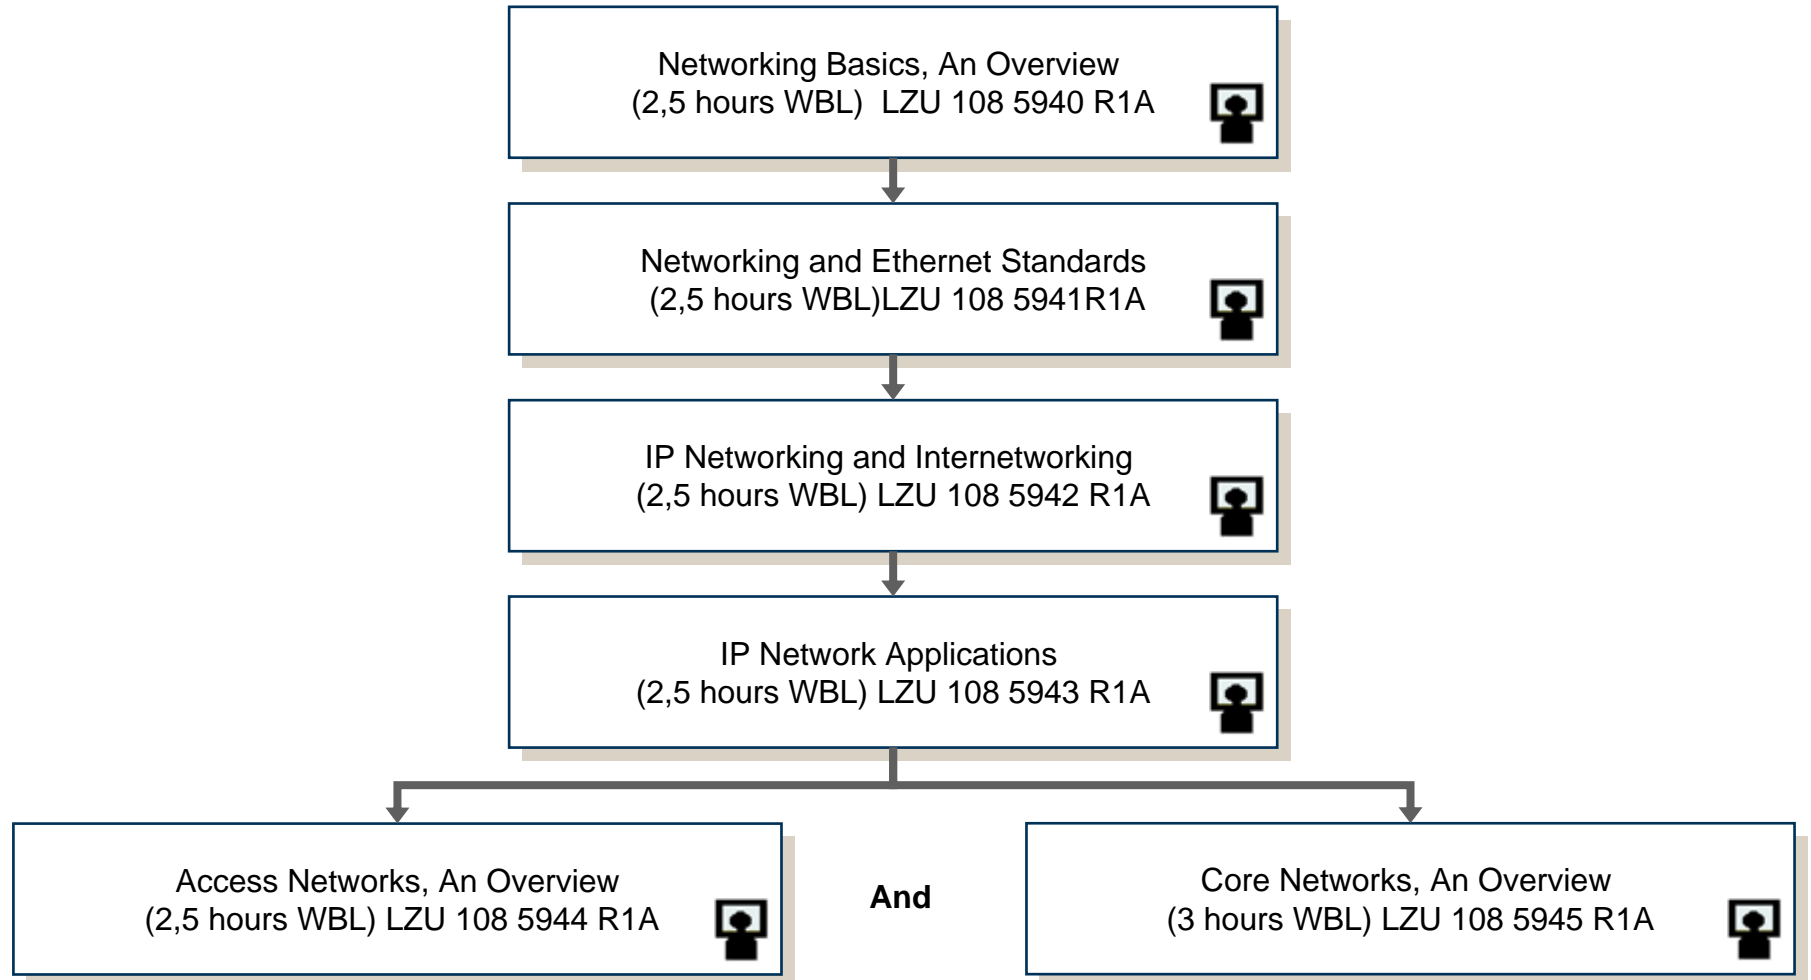 Networking Basics, An Overview
(2,5 hours WBL)  LZU 108 5940 R1A
Networking and Ethernet Standards
(2,5 hours WBL)LZU 108 5941R1A
IP Networking and Internetworking
(2,5 hours WBL) LZU 108 5942 R1A
IP Network Applications
(2,5 hours WBL) LZU 108 5943 R1A
Access Networks, An Overview
(2,5 hours WBL) LZU 108 5944 R1A
And
Core Networks, An Overview
(3 hours WBL) LZU 108 5945 R1A